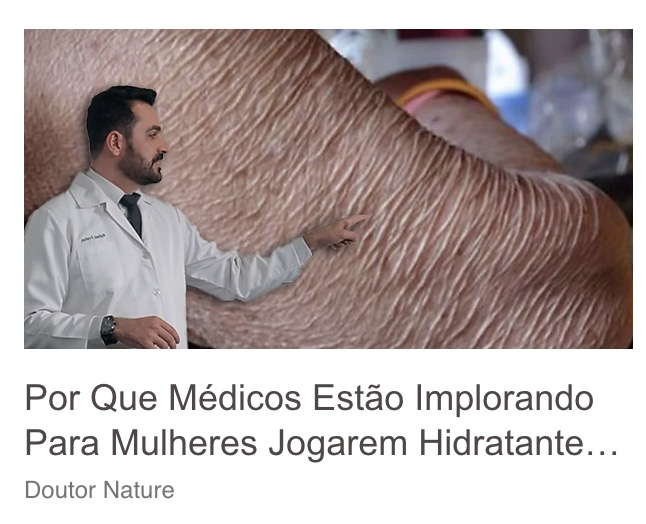 Por Que Médicos Estão Implorando
Para Mulheres Jogarem Hidratante…
Doutor Nature